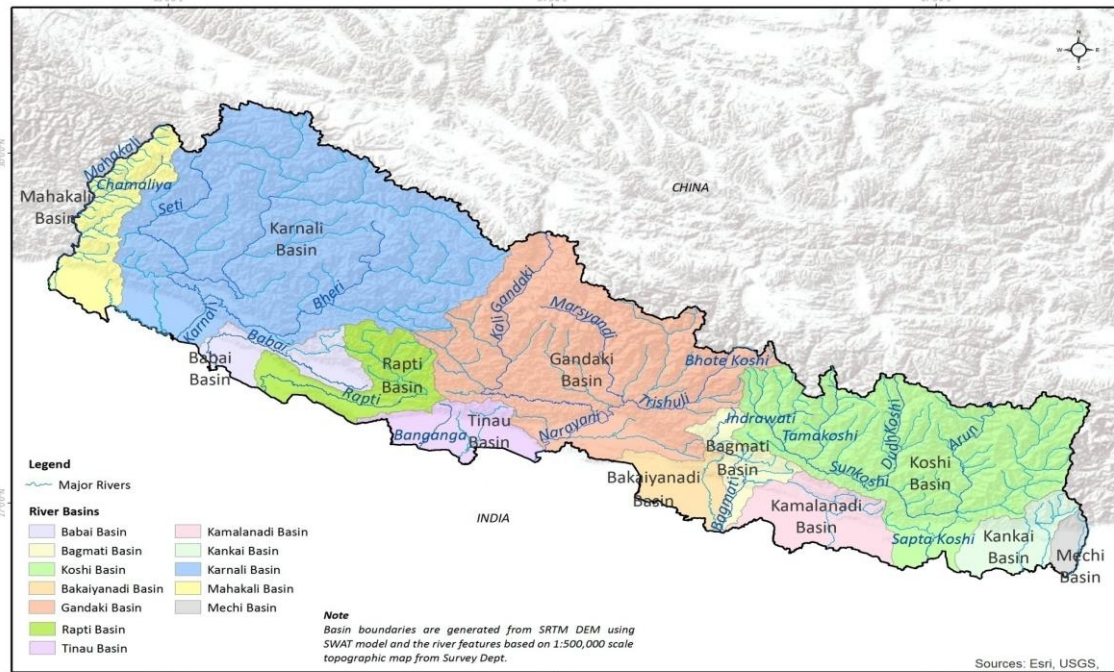 N
W
E
S
CHINA
Mahakali
Chamaliya
Mahakali
Basin
Seti
Karnali
Basin
Bheri
Karnali
Babai
Babai
Basin
Rapti
Basin
Rapti
Kali Gandaki
Marsyandi
Gandaki
Basin
Bhote Koshi
Trishuli
Narayani
Tinau
Basin
Banganga
Indrawati
Bagmati
Basin
Tamakoshi
DudhKoshi
Arun
Sunkoshi
Koshi
Basin
Bakaiyanadi
Basin
Bagmati
Kamalanadi
Basin
Sapta Koshi
Kankai
Basin
Mechi
Basin
INDIA
Legend
Major Rivers
River Basins
Babai Basin
Bagmati Basin
Koshi Basin
Bakaiyanadi Basin
Gandaki Basin
Rapti Basin
Tinau Basin
Kamalanadi Basin
Kankai Basin
Karnali Basin
Mahakali Basin
Mechi Basin
Note
Basin boundaries are generated from SRTM DEM using
SWAT model and the river features based on 1:500,000 scale
topographic map from Survey Dept.
Sources: Esri, USGS,